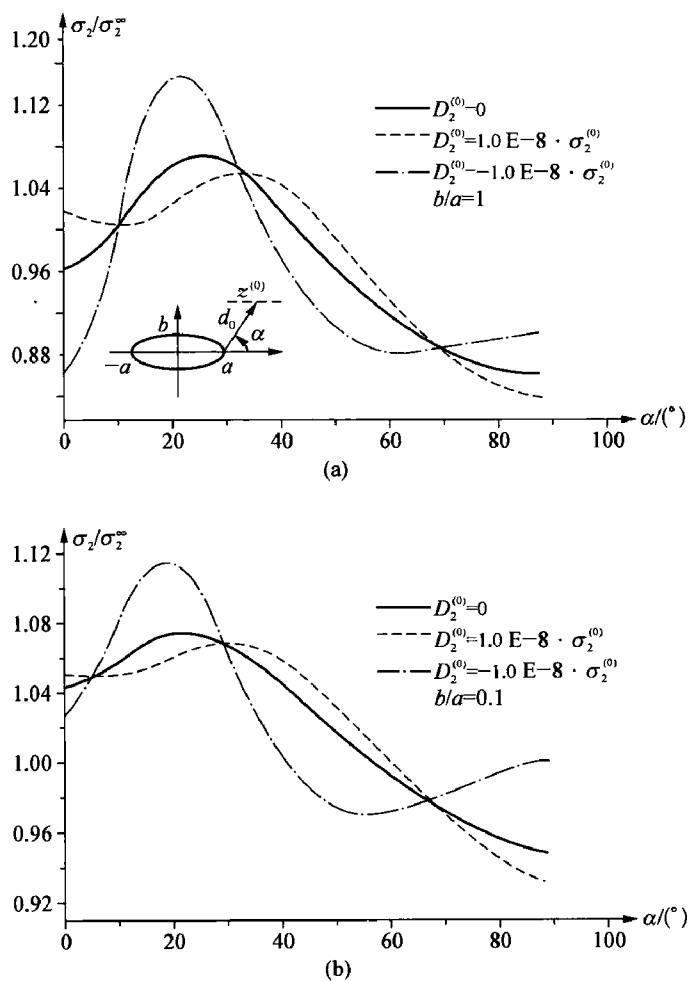 σ₂/σ₂^∞
1.20
1.12
1.04
0.96
0.88
D₂⁽⁰⁾=0
D₂⁽⁰⁾=1.0 E−8 · σ₂⁽⁰⁾
D₂⁽⁰⁾−−1.0 E−8 · σ₂⁽⁰⁾
b/a=1
z⁽⁰⁾
b
d₀
α
−a
a
0 20 40 60 80 100 α/(°)
(a)
σ₂/σ₂^∞
1.12
1.08
1.04
1.00
0.96
0.92
D₂⁽⁰⁾=0
D₂⁽⁰⁾=1.0 E−8 · σ₂⁽⁰⁾
D₂⁽⁰⁾=−1.0 E−8 · σ₂⁽⁰⁾
b/a=0.1
0 20 40 60 80 100 α/(°)
(b)